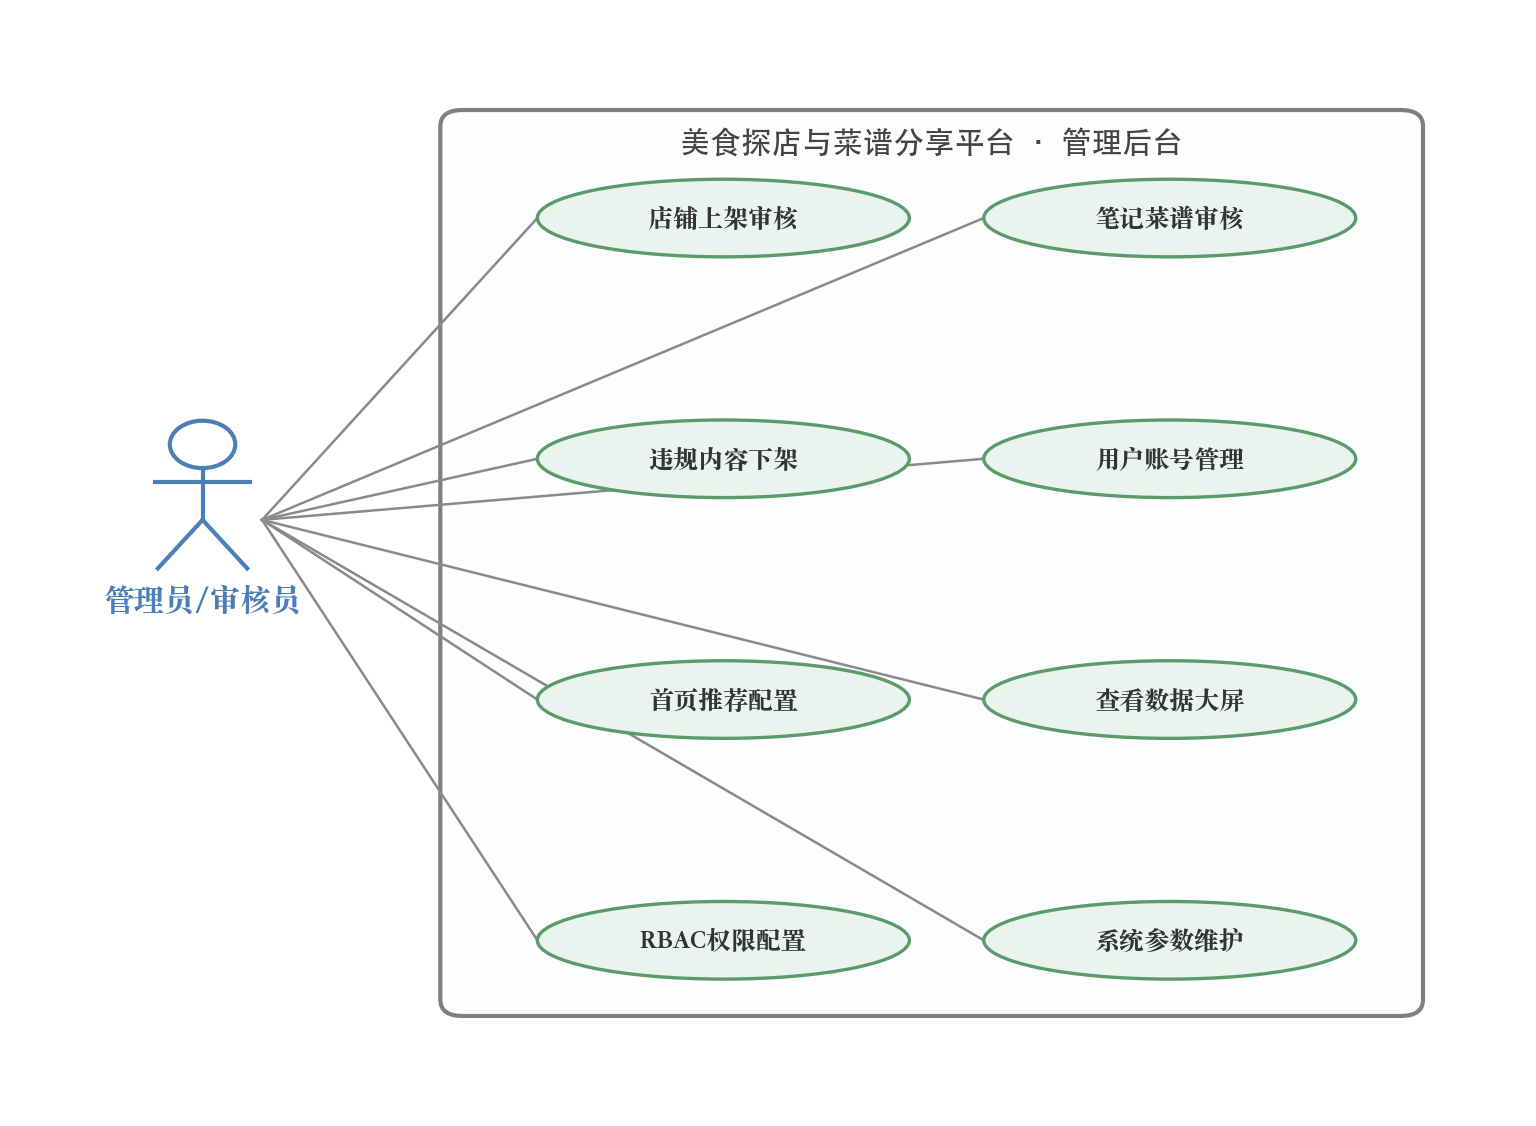 美食探店与菜谱分享平台 · 管理后台
店铺上架审核
笔记菜谱审核
违规内容下架
用户账号管理
管理员/审核员
首页推荐配置
查看数据大屏
RBAC权限配置
系统参数维护